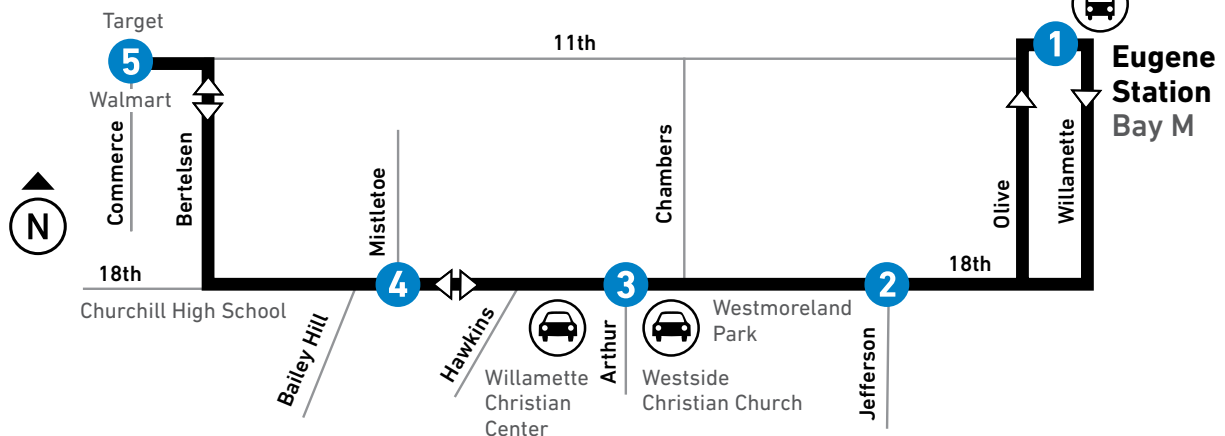 Target
5
Walmart
Commerce
Bertelsen
11th
1
Eugene
Station
Bay M
Willamette
Olive
Chambers
Mistletoe
N
18th
Churchill High School
4
3
2
18th
Bailey Hill
Hawkins
Willamette
Christian
Center
Arthur
Westside
Christian Church
Westmoreland
Park
Jefferson